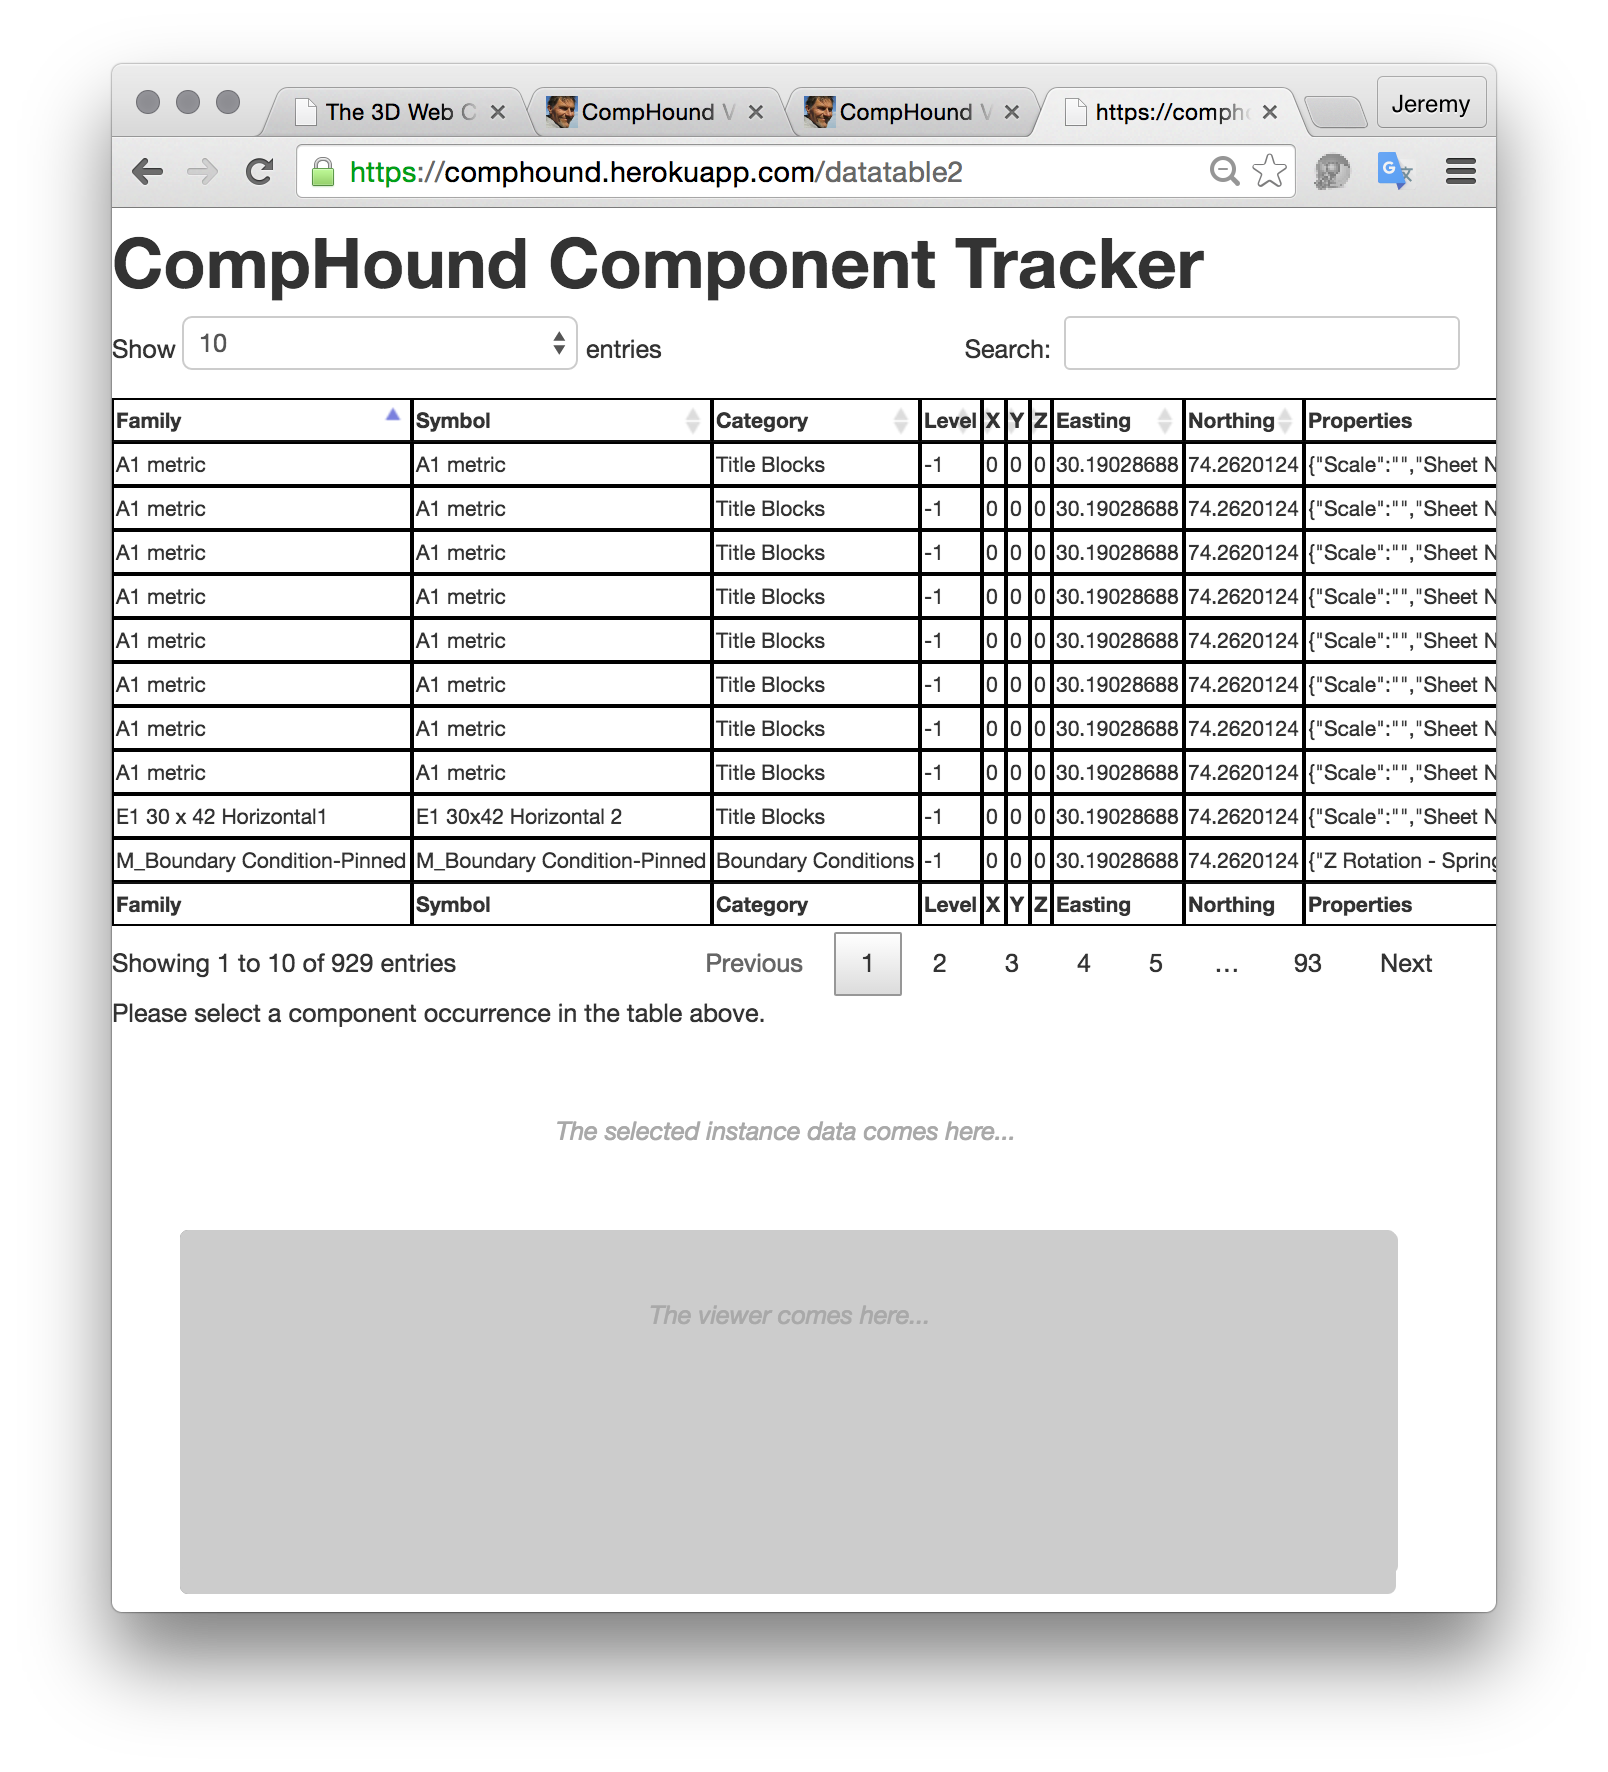 The 3D Web C
CompHound V
CompHound V
https://comph
Jeremy
https://comphound.herokuapp.com/datatable2
CompHound Component Tracker
Show 10 entries Search:
Family Symbol Category Level X Y Z Easting Northing Properties
A1 metric A1 metric Title Blocks -1 0 0 0 30.19028688 74.2620124 {"Scale":"","Sheet N
A1 metric A1 metric Title Blocks -1 0 0 0 30.19028688 74.2620124 {"Scale":"","Sheet N
A1 metric A1 metric Title Blocks -1 0 0 0 30.19028688 74.2620124 {"Scale":"","Sheet N
A1 metric A1 metric Title Blocks -1 0 0 0 30.19028688 74.2620124 {"Scale":"","Sheet N
A1 metric A1 metric Title Blocks -1 0 0 0 30.19028688 74.2620124 {"Scale":"","Sheet N
A1 metric A1 metric Title Blocks -1 0 0 0 30.19028688 74.2620124 {"Scale":"","Sheet N
A1 metric A1 metric Title Blocks -1 0 0 0 30.19028688 74.2620124 {"Scale":"","Sheet N
A1 metric A1 metric Title Blocks -1 0 0 0 30.19028688 74.2620124 {"Scale":"","Sheet N
E1 30 x 42 Horizontal1 E1 30x42 Horizontal 2 Title Blocks -1 0 0 0 30.19028688 74.2620124 {"Scale":"","Sheet N
M_Boundary Condition-Pinned M_Boundary Condition-Pinned Boundary Conditions -1 0 0 0 30.19028688 74.2620124 {"Z Rotation - Spring
Family Symbol Category Level X Y Z Easting Northing Properties
Showing 1 to 10 of 929 entries Previous 1 2 3 4 5 … 93 Next
Please select a component occurrence in the table above.
The selected instance data comes here...
The viewer comes here...